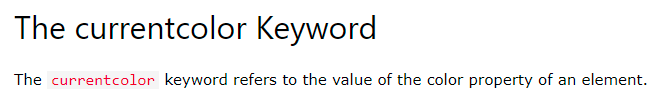 The currentcolor Keyword
The currentcolor keyword refers to the value of the color property of an element.